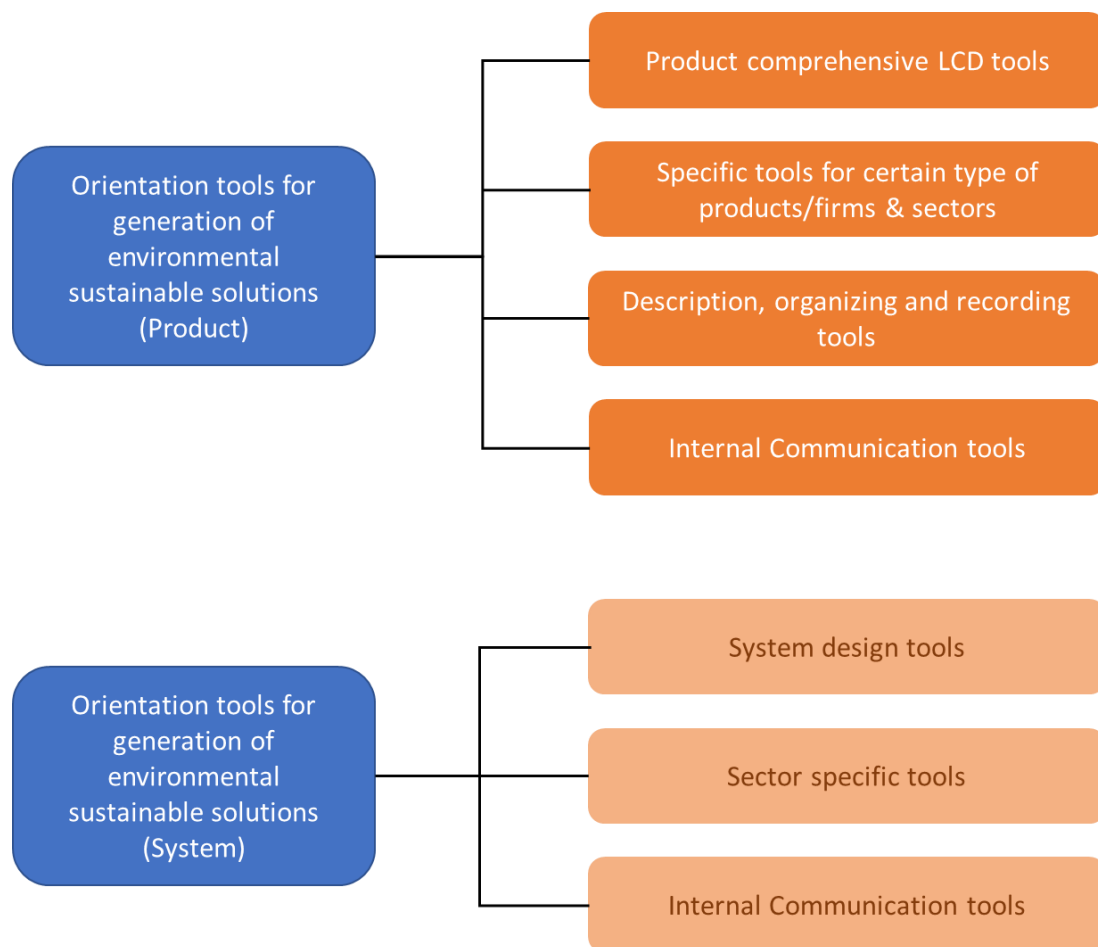 Orientation tools for
generation of
environmental
sustainable solutions
(Product)
Product comprehensive LCD tools
Specific tools for certain type of
products/firms & sectors
Description, organizing and recording
tools
Internal Communication tools
Orientation tools for
generation of
environmental
sustainable solutions
(System)
System design tools
Sector specific tools
Internal Communication tools